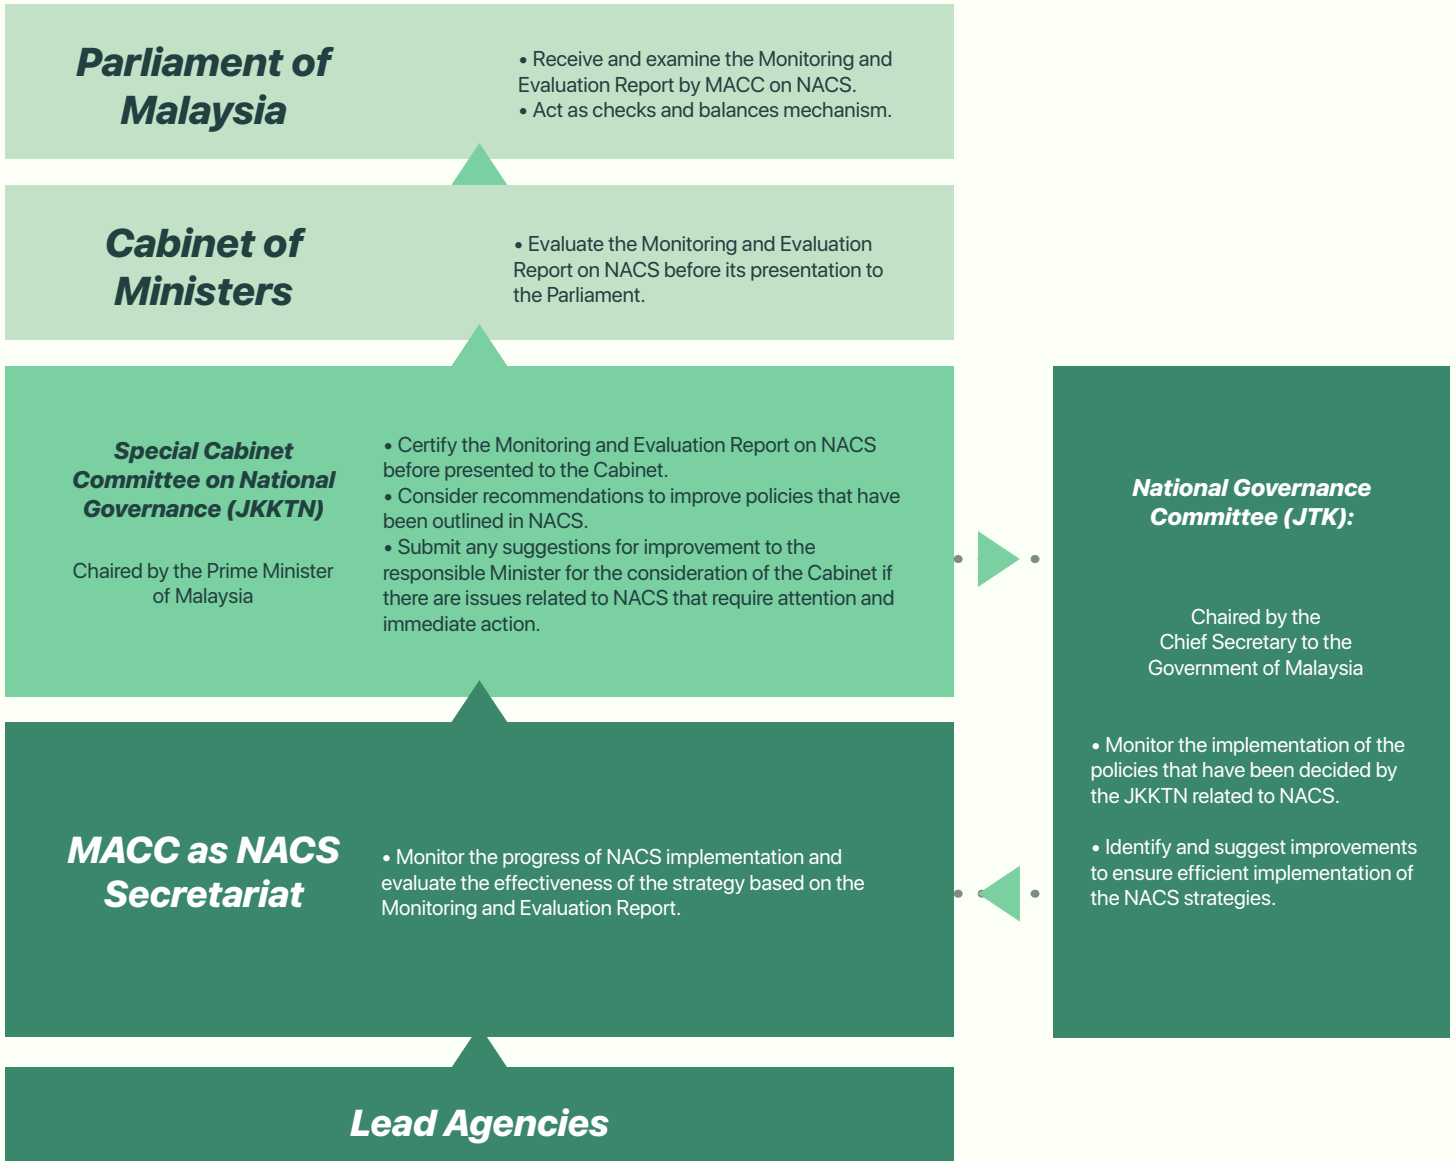 Parliament of
Malaysia
• Receive and examine the Monitoring and
Evaluation Report by MACC on NACS.
• Act as checks and balances mechanism.
Cabinet of
Ministers
• Evaluate the Monitoring and Evaluation
Report on NACS before its presentation to
the Parliament.
Special Cabinet
Committee on National
Governance (JKKTN)
Chaired by the Prime Minister
of Malaysia
• Certify the Monitoring and Evaluation Report on NACS
before presented to the Cabinet.
• Consider recommendations to improve policies that have
been outlined in NACS.
• Submit any suggestions for improvement to the
responsible Minister for the consideration of the Cabinet if
there are issues related to NACS that require attention and
immediate action.
National Governance
Committee (JTK):
Chaired by the
Chief Secretary to the
Government of Malaysia
• Monitor the implementation of the
policies that have been decided by
the JKKTN related to NACS.
• Identify and suggest improvements
to ensure efficient implementation of
the NACS strategies.
MACC as NACS
Secretariat
• Monitor the progress of NACS implementation and
evaluate the effectiveness of the strategy based on the
Monitoring and Evaluation Report.
Lead Agencies